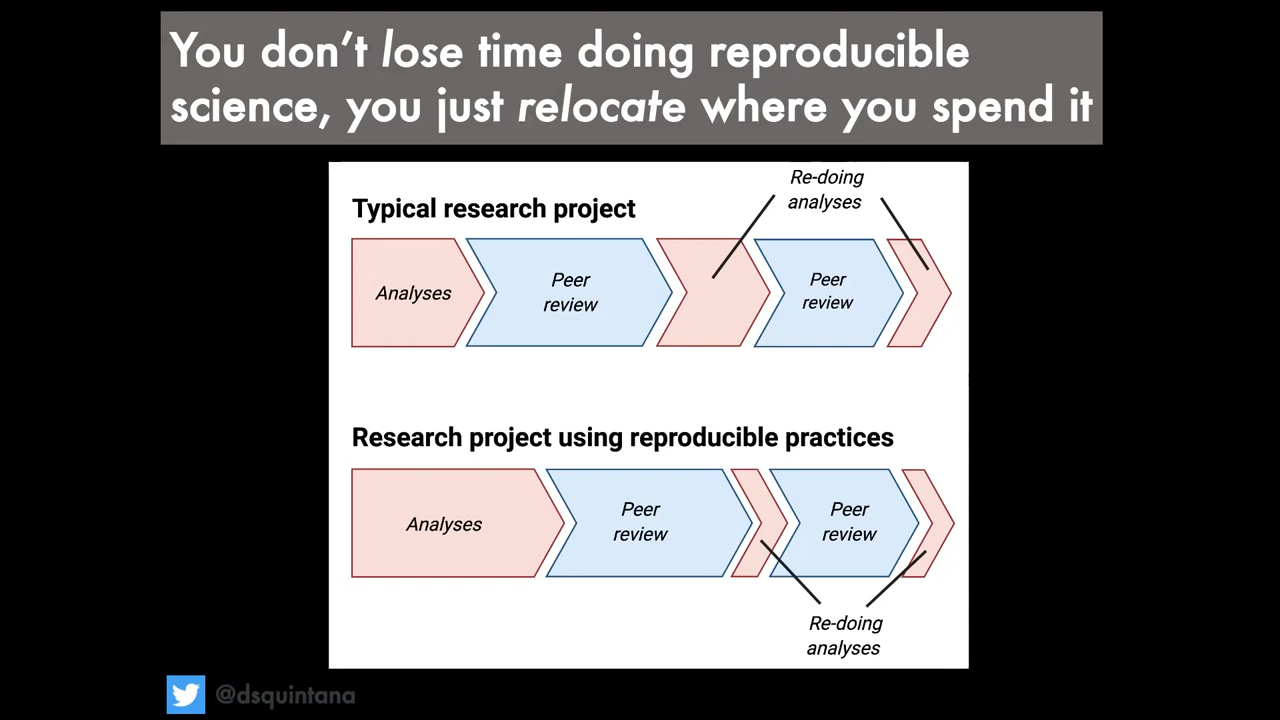 You don’t lose time doing reproducible
science, you just relocate where you spend it
Re-doing
analyses
Typical research project
Analyses
Peer
review
Peer
review
Research project using reproducible practices
Analyses
Peer
review
Peer
review
Re-doing
analyses
@dsquintana